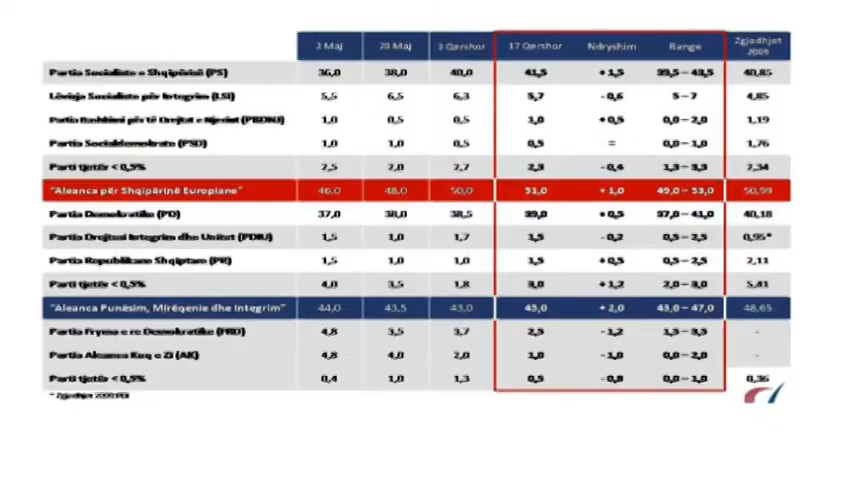 2 Maj 20 Maj 3 Qershor 17 Qershor Ndryshim Range Zgjedhjet 2009
Partia Socialiste e Shqipërisë (PS) 36,0 38,0 40,0 41,5 +1,5 39,5 – 43,5 40,85
Lëvizja Socialiste për Integrim (LSI) 5,5 6,5 6,3 5,7 -0,6 5 – 7 4,85
Partia Bashkimi për të Drejtat e Njeriut (PBDNJ) 1,0 0,5 0,5 1,0 +0,5 0,0 – 2,0 1,19
Partia Socialdemokrate (PSD) 1,0 1,0 0,5 0,5 = 0,0 – 1,0 1,76
Parti tjetër < 0,5% 2,5 2,0 2,7 2,3 -0,4 1,3 – 3,3 2,34
"Aleanca për Shqipërinë Europiane" 46,0 48,0 50,0 51,0 +1,0 49,0 – 53,0 50,99
Partia Demokratike (PD) 37,0 38,0 38,5 39,0 +0,5 37,0 – 41,0 40,18
Partia Drejtesi Integrim dhe Unitet (PDIU) 1,5 1,0 1,7 1,5 -0,2 0,5 – 2,5 0,95*
Partia Republikane Shqiptare (PR) 1,5 1,0 1,0 1,5 +0,5 0,5 – 2,5 2,11
Parti tjetër < 0,5% 4,0 3,5 1,8 3,0 +1,2 2,0 – 3,0 5,41
"Aleanca Punësim, Mirëqenie dhe Integrim" 44,0 43,5 43,0 45,0 +2,0 43,0 – 47,0 48,65
Partia Fryma e re Demokratike (FRD) 4,8 3,5 3,7 2,5 -1,2 1,5 – 3,5 -
Partia Aleanca Kuq e Zi (AK) 4,8 4,0 2,0 1,0 -1,0 0,0 – 2,0 -
Parti tjetër < 0,5% 0,4 1,0 1,3 0,5 -0,8 0,0 – 1,0 0,36
* Zgjedhjet 2009: